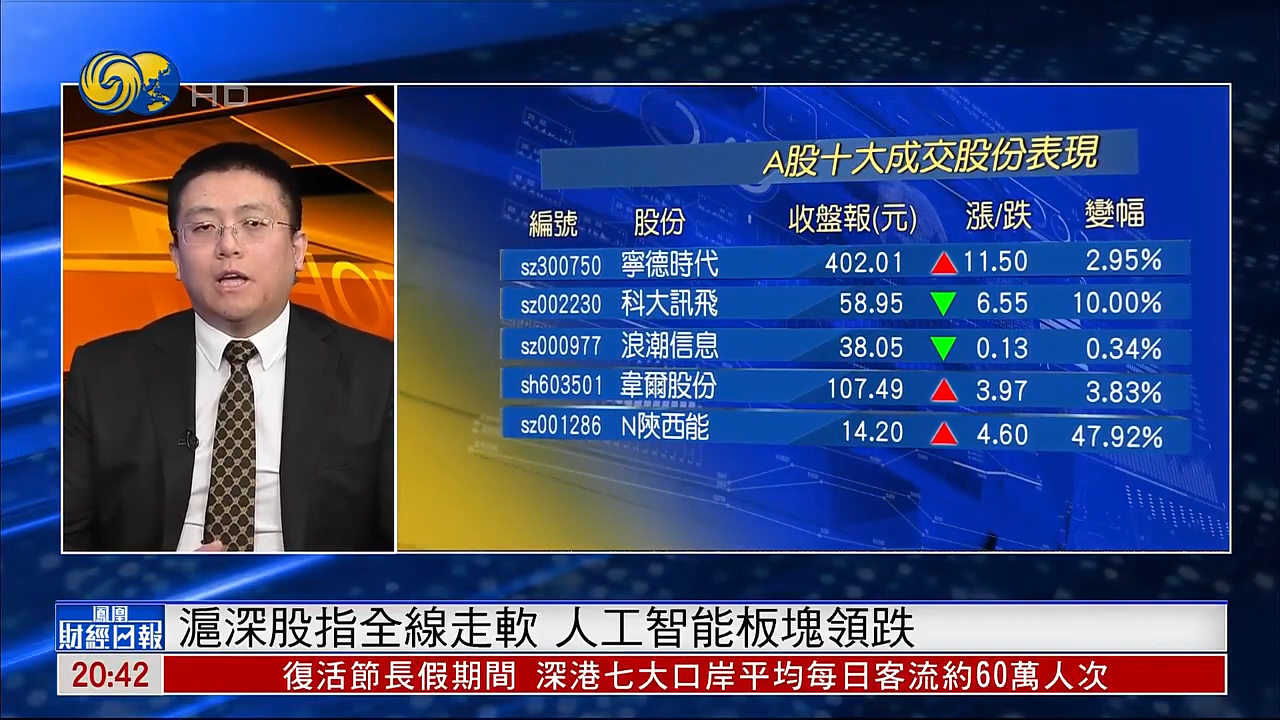 HD
A股十大成交股份表現
編號 股份 收盤報(元) 漲/跌 變幅
sz300750 寧德時代 402.01 ▲ 11.50 2.95%
sz002230 科大訊飛 58.95 ▼ 6.55 10.00%
sz000977 浪潮信息 38.05 ▼ 0.13 0.34%
sh603501 韋爾股份 107.49 ▲ 3.97 3.83%
sz001286 N陝西能 14.20 ▲ 4.60 47.92%
鳳凰
財經日報
滬深股指全線走軟 人工智能板塊領跌
20:42 復活節長假期間 深港七大口岸平均每日客流約60萬人次